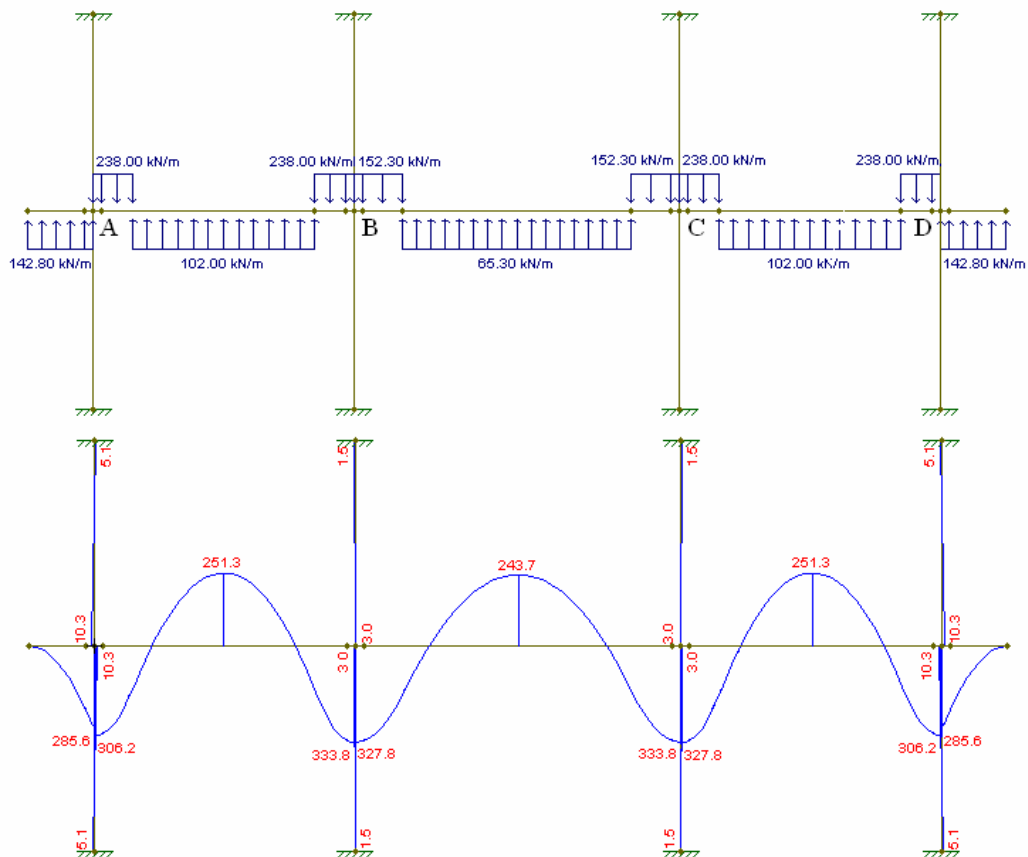 238.00 kN/m
238.00 kN/m
152.30 kN/m
152.30 kN/m
238.00 kN/m
238.00 kN/m
A
B
C
D
142.80 kN/m
102.00 kN/m
65.30 kN/m
102.00 kN/m
142.80 kN/m
5.1
1.5
1.5
5.1
251.3
243.7
251.3
10.3
3.0
3.0
10.3
10.3
3.0
3.0
10.3
285.6
306.2
333.8
327.8
333.8
327.8
306.2
285.6
5.1
1.5
1.5
5.1